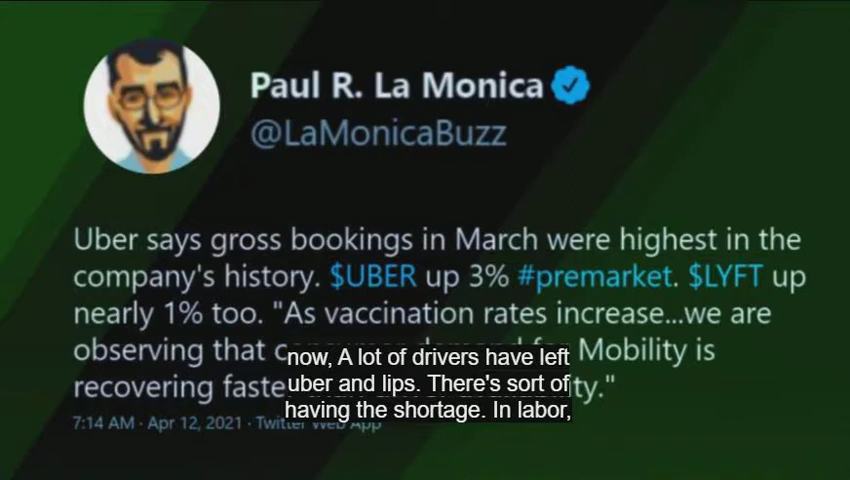 Paul R. La Monica
@LaMonicaBuzz
Uber says gross bookings in March were highest in the
company's history. $UBER up 3% #premarket. $LYFT up
nearly 1% too. "As vaccination rates increase...we are
observing that Mobility is
recovering
7:14 AM · Apr 12, 2021 · Twitter Web App
now, A lot of drivers have left
uber and lips. There's sort of
having the shortage. In labor,